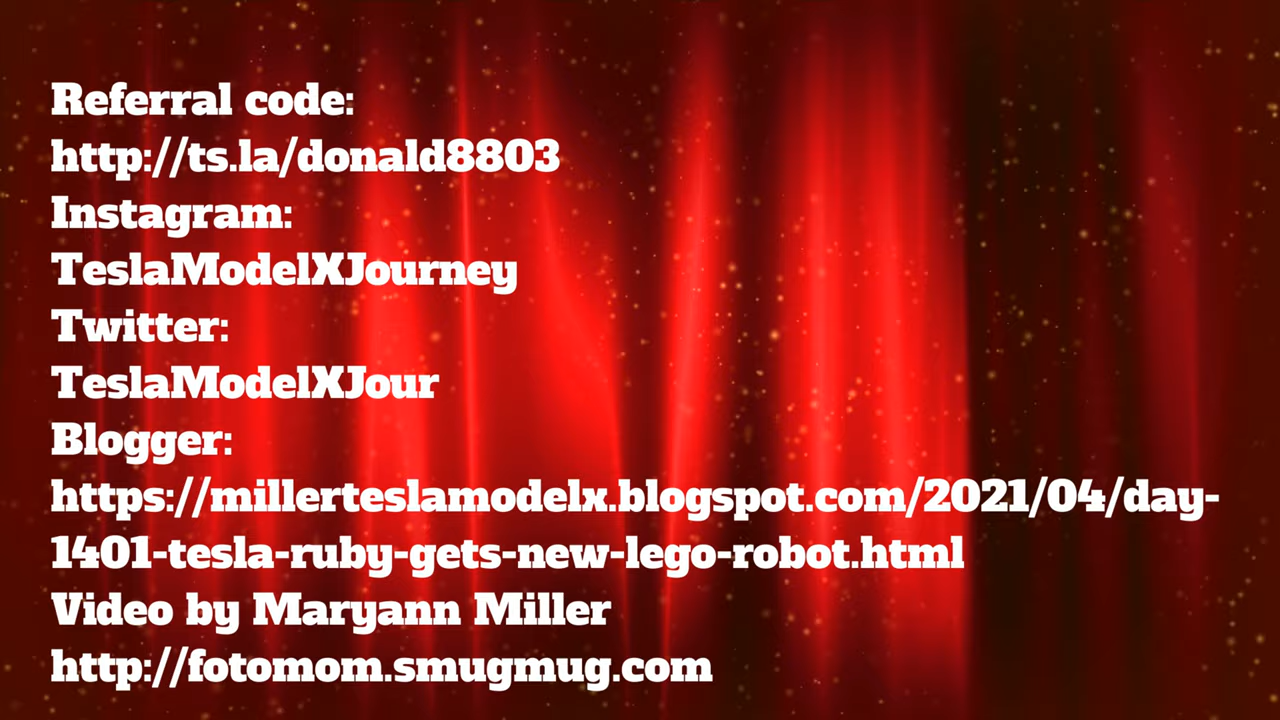 Referral code:
http://ts.la/donald8803
Instagram:
TeslaModelXJourney
Twitter:
TeslaModelXJour
Blogger:
https://millerteslamodelx.blogspot.com/2021/04/day-
1401-tesla-ruby-gets-new-lego-robot.html
Video by Maryann Miller
http://fotomom.smugmug.com